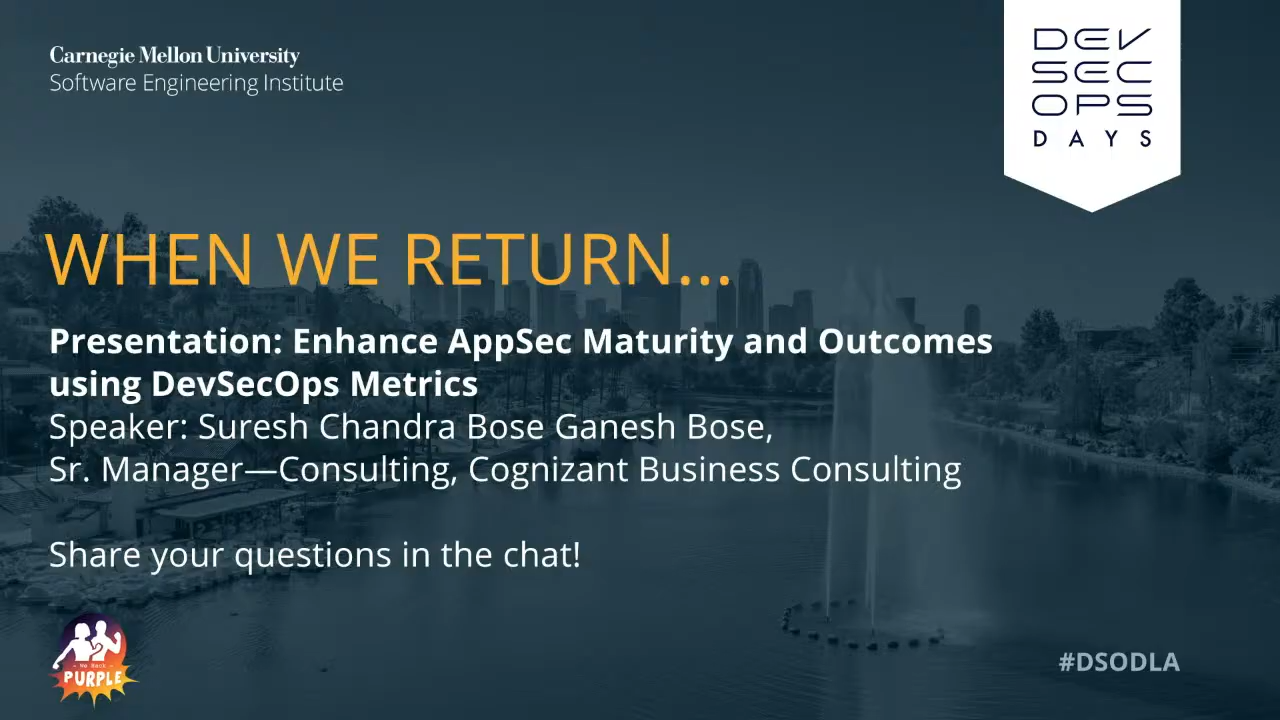 Carnegie Mellon University
Software Engineering Institute
DEV
SEC
OPS
DAYS
WHEN WE RETURN...
Presentation: Enhance AppSec Maturity and Outcomes
using DevSecOps Metrics
Speaker: Suresh Chandra Bose Ganesh Bose,
Sr. Manager—Consulting, Cognizant Business Consulting
Share your questions in the chat!
– We Hack –
PURPLE
#DSODLA